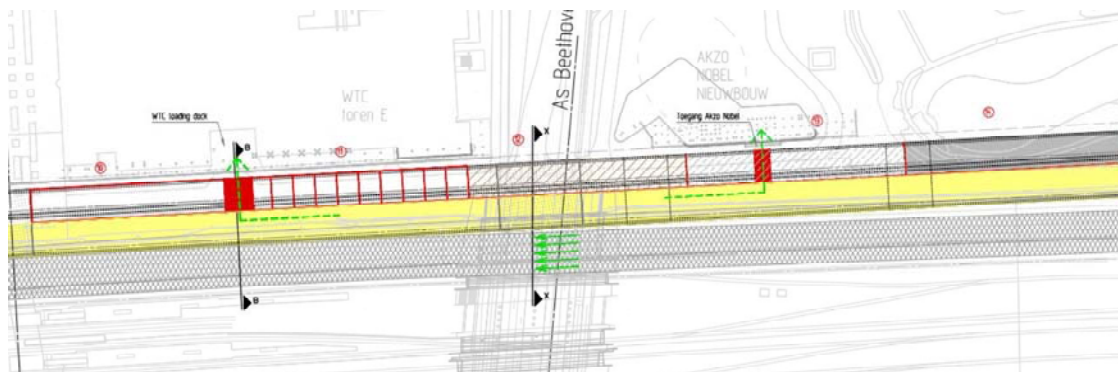 As Beethov
AKZO
NOBEL
NIEUWBOUW
WTC
toren E
WTC loading dock
Toegang Akzo Nobel
B
X
B
X